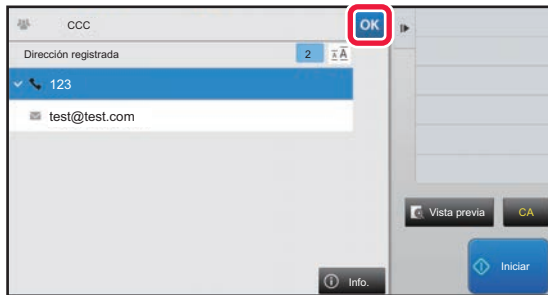 CCC
OK
Dirección registrada
2
A A
123
test@test.com
Vista previa
CA
Iniciar
Info.